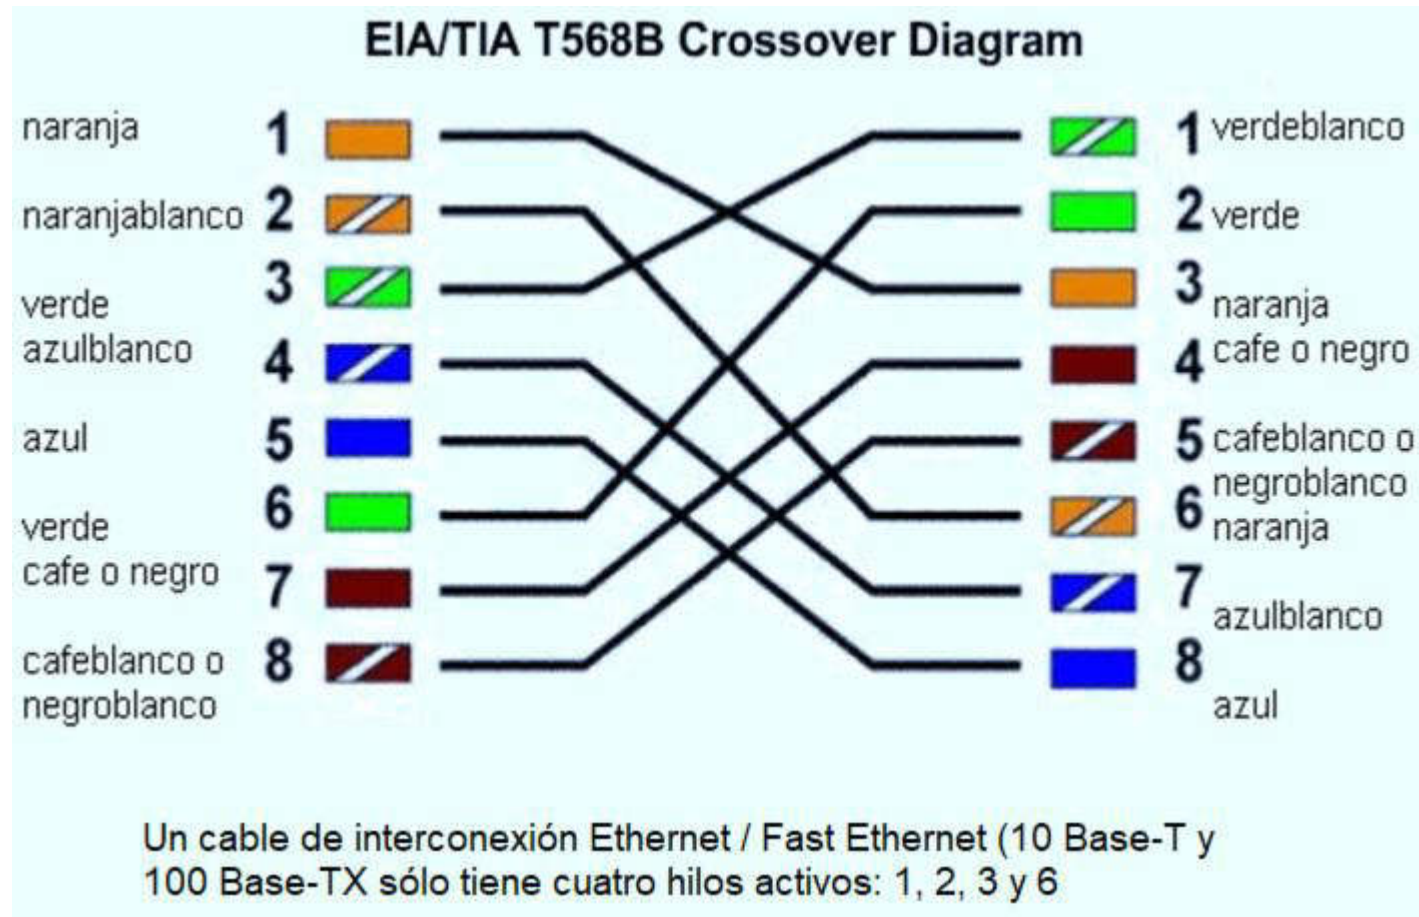 EIA/TIA T568B Crossover Diagram
naranja 1 1 verdeblanco
naranjablanco 2 2 verde
verde 3 3 naranja
azulblanco 4 4 cafe o negro
azul 5 5 cafeblanco o
negroblanco
verde 6 6 naranja
cafe o negro 7 7 azulblanco
cafeblanco o 8 8 azul
negroblanco
Un cable de interconexión Ethernet / Fast Ethernet (10 Base-T y
100 Base-TX sólo tiene cuatro hilos activos: 1, 2, 3 y 6